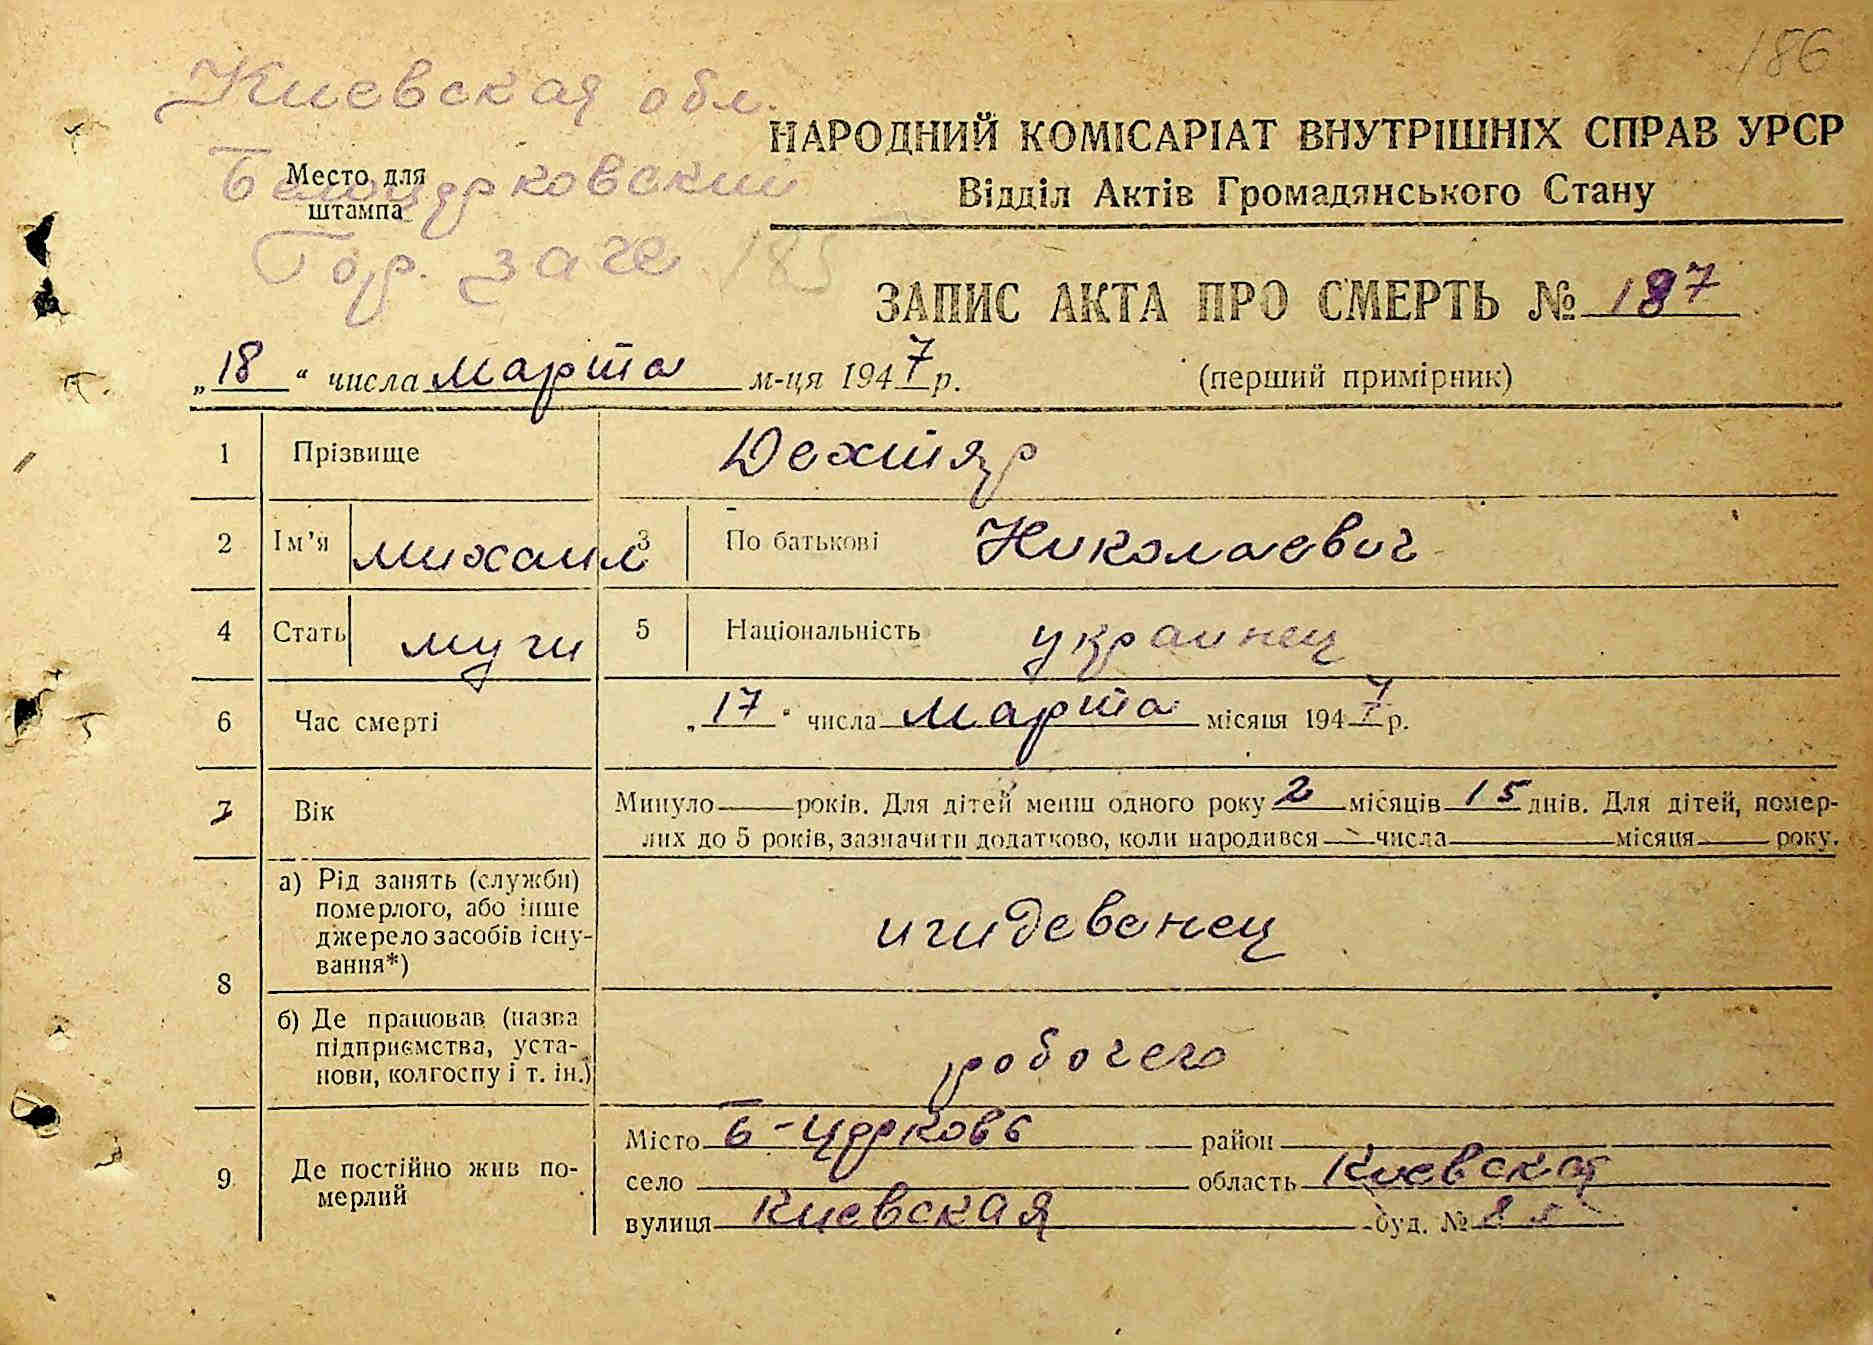 186
Киевская обл.
НАРОДНИЙ КОМІСАРІАТ ВНУТРІШНІХ СПРАВ УРСР
Место для
штампа
Белоцерковский
Відділ Актів Громадянського Стану
Гор. загс 185
ЗАПИС АКТА ПРО СМЕРТЬ № 187
„18“ числа марта м-ця 1947 р. (перший примірник)
1 Прізвище Дехтяр
2 Ім’я михаил 3 По батькові Николаевич
4 Стать муж 5 Національність украинец
6 Час смерті „17“ числа марта місяця 1947 р.
7 Вік Минуло років. Для дітей менш одного року 2 місяців 15 днів. Для дітей, помер-
лих до 5 років, зазначити додатково, коли народився числа місяця року.
8 а) Рід занять (служби)
померлого, або інше
джерело засобів існу-
вання*)
иждевенец
б) Де працював (назва
підприємства, уста-
нови, колгоспу і т. ін.)
робочего
9 Де постійно жив по-
мерлий
Місто Б-Церковь район
село область Киевская
вулиця Киевская буд. №